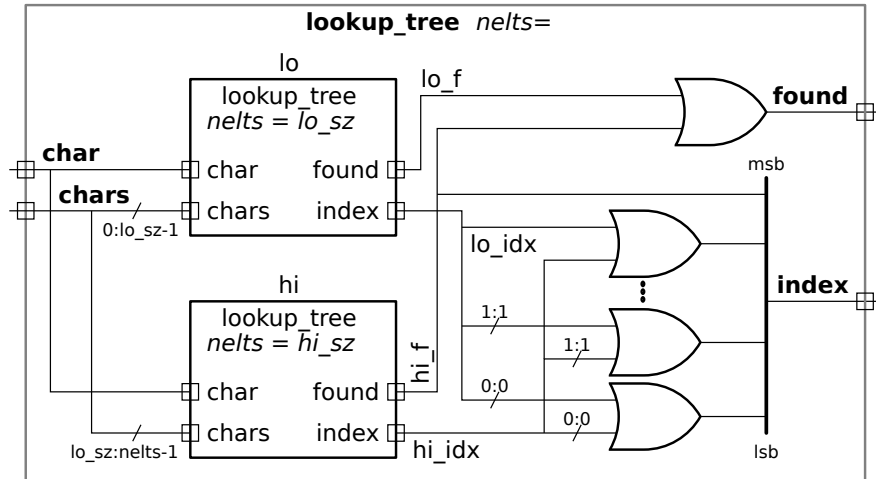 lookup_tree nelts=
lo
lookup_tree
nelts = lo_sz
char
found
chars
index
0:lo_sz-1
char
chars
lo_f
found
msb
lo_idx
index
1:1
1:1
0:0
0:0
lsb
hi
lookup_tree
nelts = hi_sz
char
found
chars
index
lo_sz:nelts-1
hi_f
hi_idx